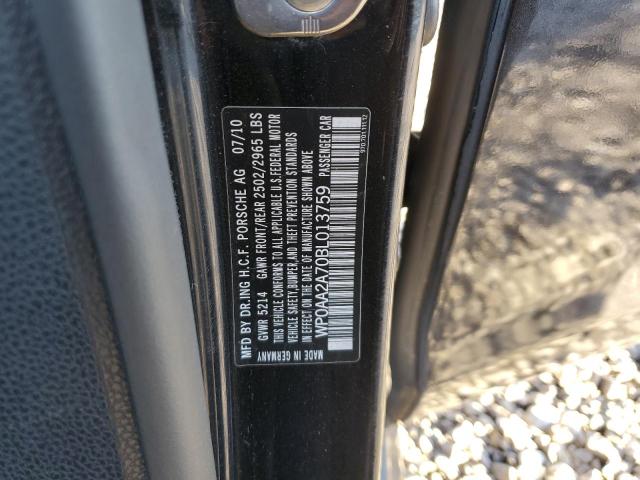 MFD BY DR.ING H.C.F. PORSCHE AG 07/10
GVWR 5214 GAWR FRONT/REAR 2502/2965 LBS
THIS VEHICLE CONFORMS TO ALL APPLICABLE U.S.FEDERAL MOTOR
VEHICLE SAFETY,BUMPER,AND THEFT PREVENTION STANDARDS
IN EFFECT ON THE DATE OF MANUFACTURE SHOWN ABOVE
MADE IN GERMANY
WP0AA2A70BL013759 PASSENGER CAR